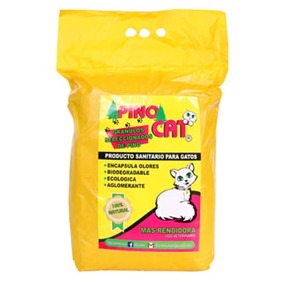 PINO
CAT
GRANULOS
SELECCIONADOS
DE PINO
PRODUCTO SANITARIO PARA GATOS
• ENCAPSULA OLORES
• BIODEGRADABLE
• ECOLOGICA
• AGLOMERANTE
100%
NATURAL
MAS RENDIDORA